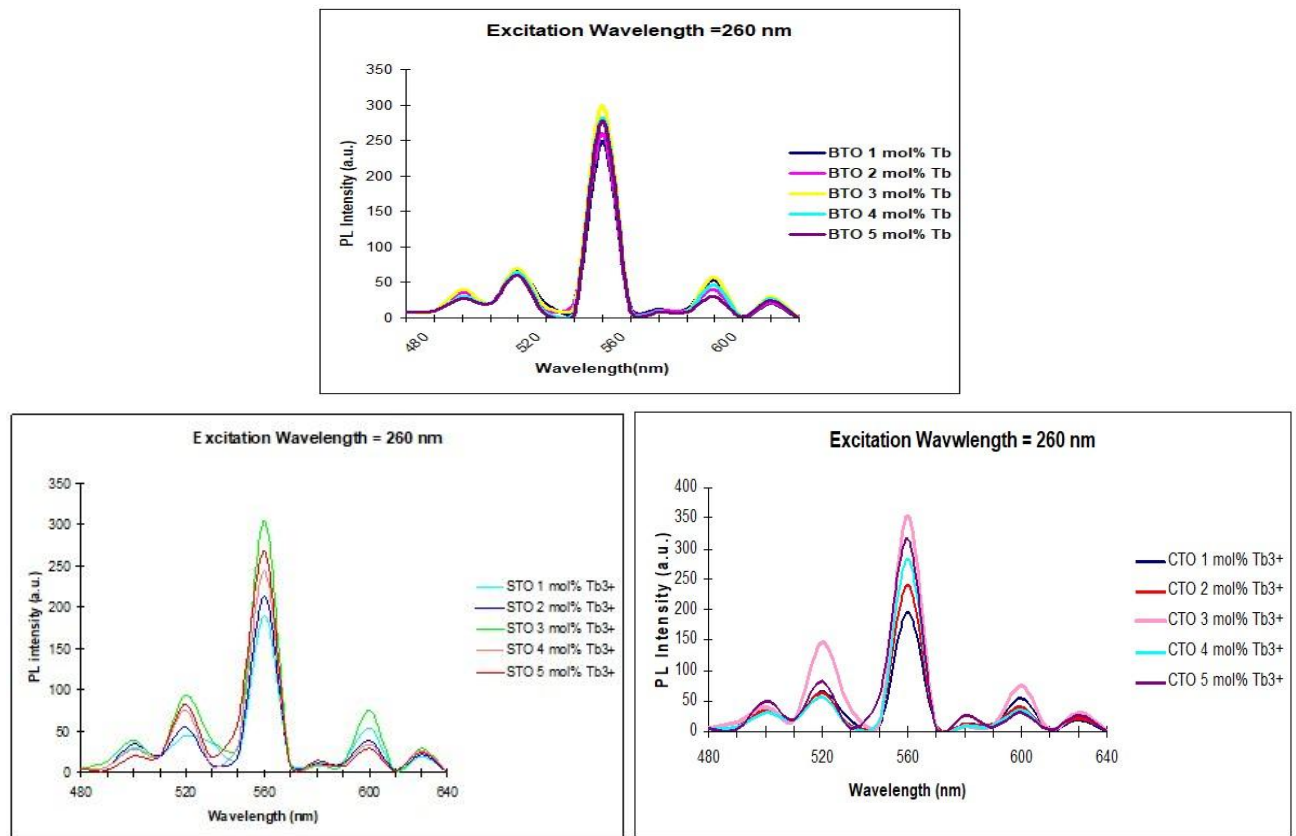 Excitation Wavelength =260 nm
350
300
250
200
150
100
50
0
PL Intensity (a.u.)
480
520
560
600
Wavelength(nm)
BTO 1 mol% Tb
BTO 2 mol% Tb
BTO 3 mol% Tb
BTO 4 mol% Tb
BTO 5 mol% Tb
Excitation Wavelength = 260 nm
350
300
250
200
150
100
50
0
PL intensity (a.u.)
480
520
560
600
640
Wavelength (nm)
STO 1 mol% Tb3+
STO 2 mol% Tb3+
STO 3 mol% Tb3+
STO 4 mol% Tb3+
STO 5 mol% Tb3+
Excitation Wavwlength = 260 nm
400
350
300
250
200
150
100
50
0
PL Intensity (a.u.)
480
520
560
600
640
Wavelength (nm)
CTO 1 mol% Tb3+
CTO 2 mol% Tb3+
CTO 3 mol% Tb3+
CTO 4 mol% Tb3+
CTO 5 mol% Tb3+